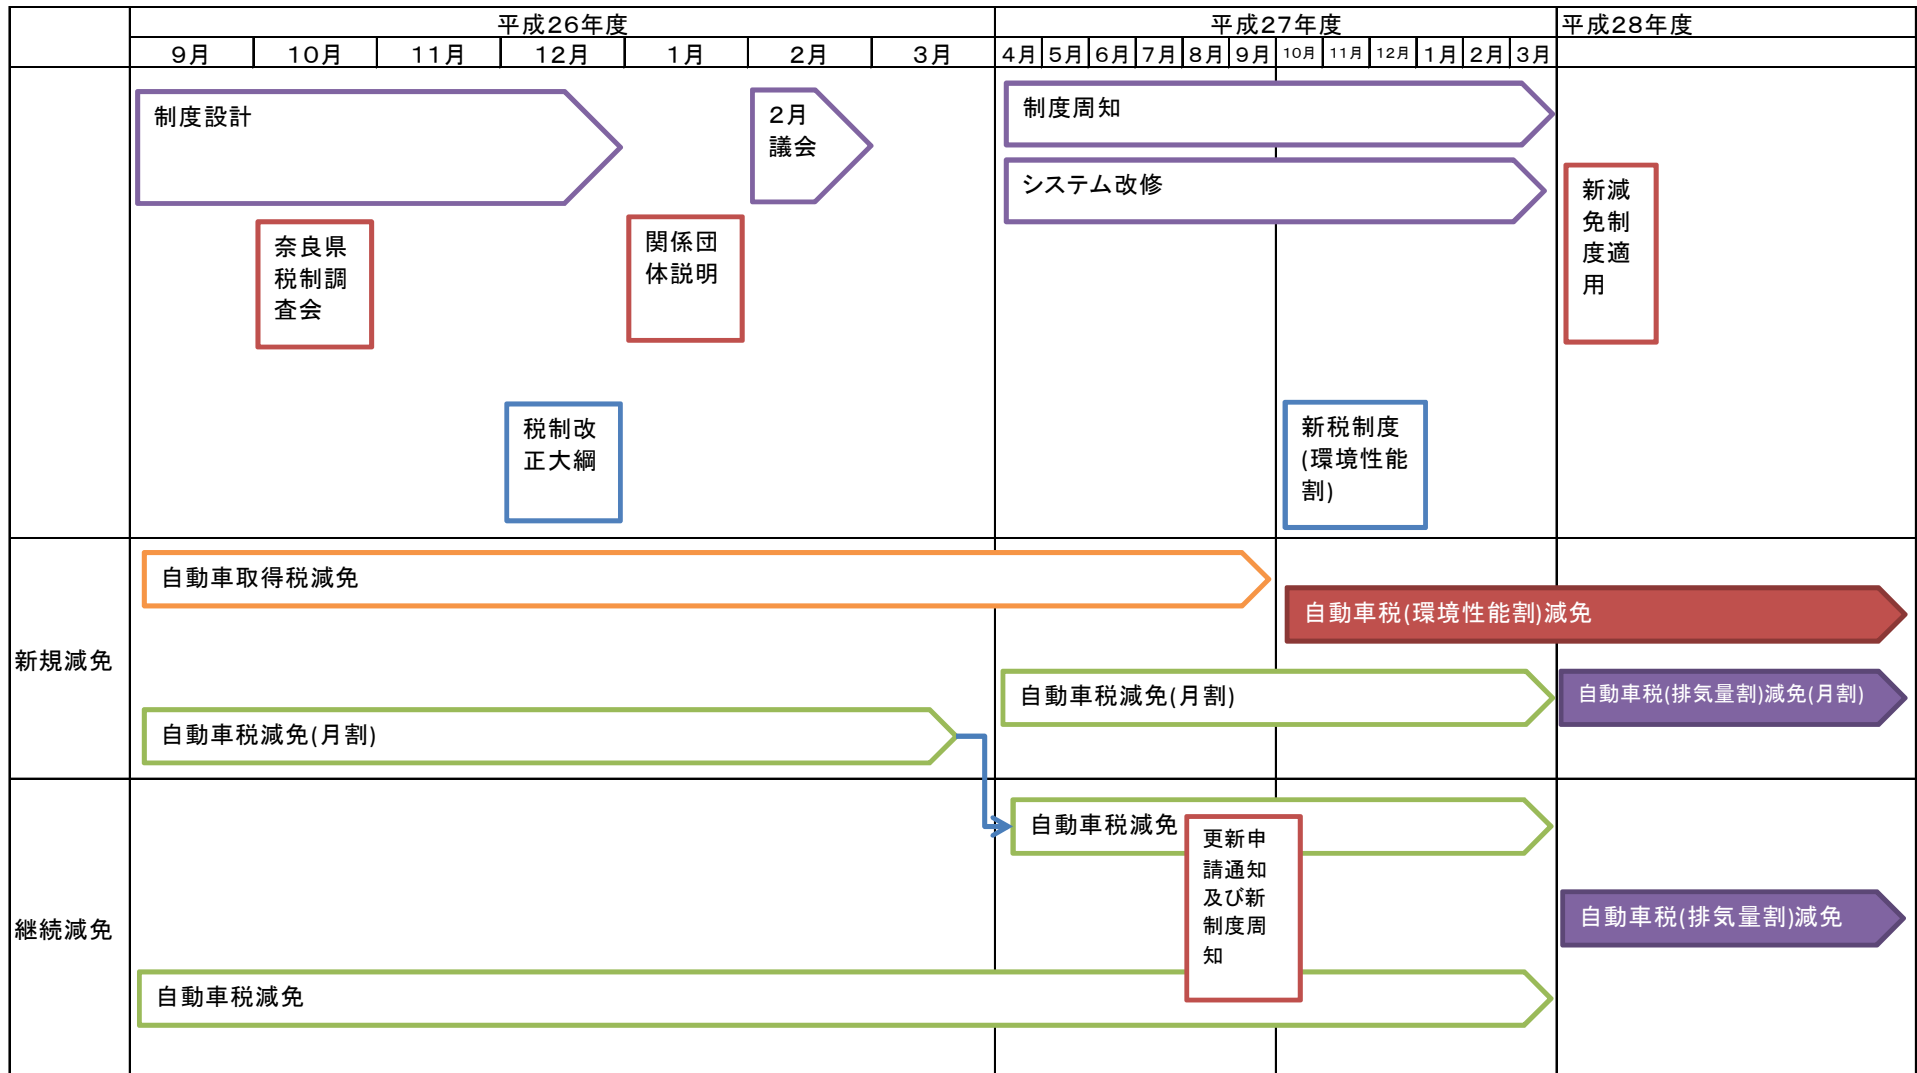 平成26年度
平成27年度
平成28年度
9月
10月
11月
12月
1月
2月
3月
4月
5月
6月
7月
8月
9月
10月
11月
12月
1月
2月
3月
制度設計
2月
議会
制度周知
システム改修
奈良県
税制調
査会
関係団
体説明
新減
免制
度適
用
税制改
正大綱
新税制度
(環境性能
割)
新規減免
自動車取得税減免
自動車税(環境性能割)減免
自動車税減免(月割)
自動車税(排気量割)減免(月割)
自動車税減免(月割)
継続減免
自動車税減免
更新申
請通知
及び新
制度周
知
自動車税(排気量割)減免
自動車税減免